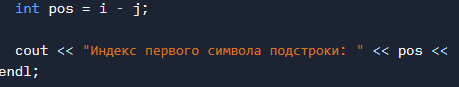 int pos = i - j;
cout << "Индекс первого символа подстроки: " << pos <<
endl;